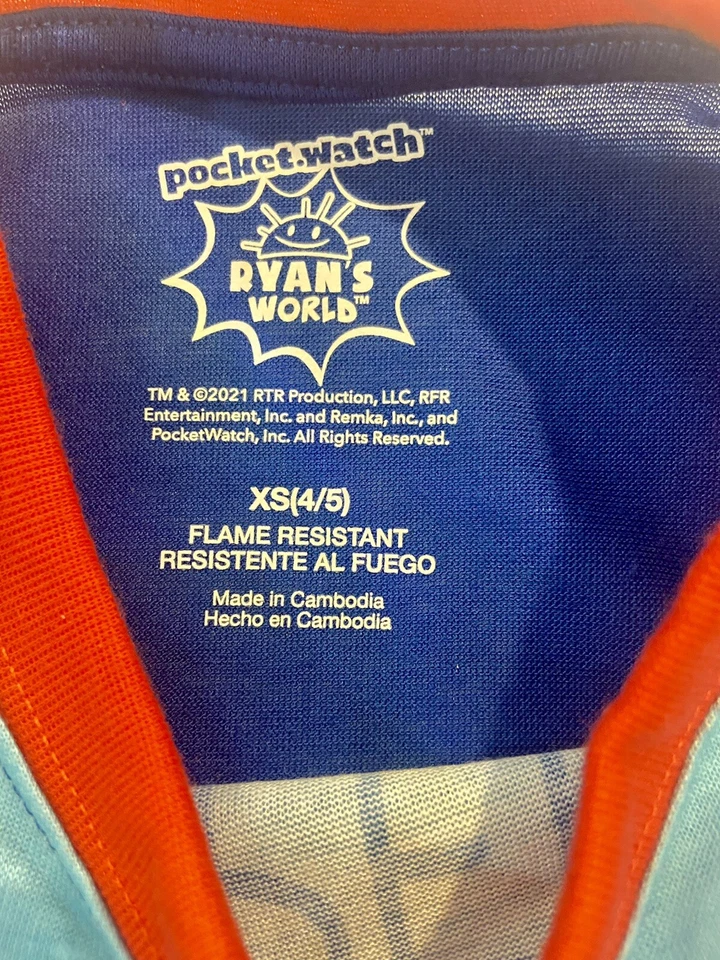 pocket.watch™
RYAN'S
WORLD™
TM & ©2021 RTR Production, LLC, RFR
Entertainment, Inc. and Remka, Inc., and
PocketWatch, Inc. All Rights Reserved.
XS(4/5)
FLAME RESISTANT
RESISTENTE AL FUEGO
Made in Cambodia
Hecho en Cambodia